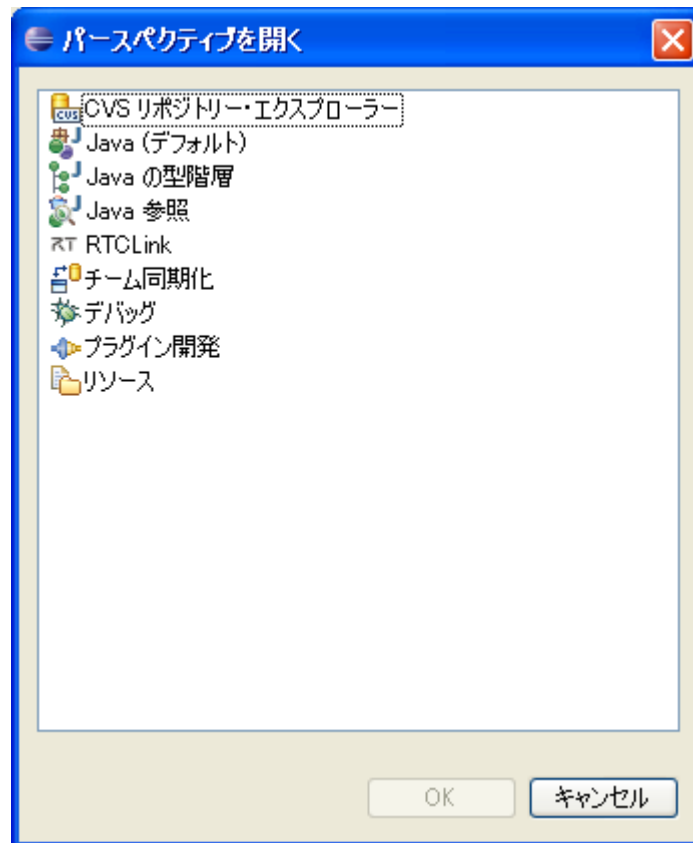 パースペクティブを開く
CVS リポジトリー・エクスプローラー
Java (デフォルト)
Java の型階層
Java 参照
RT RTCLink
チーム同期化
デバッグ
プラグイン開発
リソース
OK キャンセル